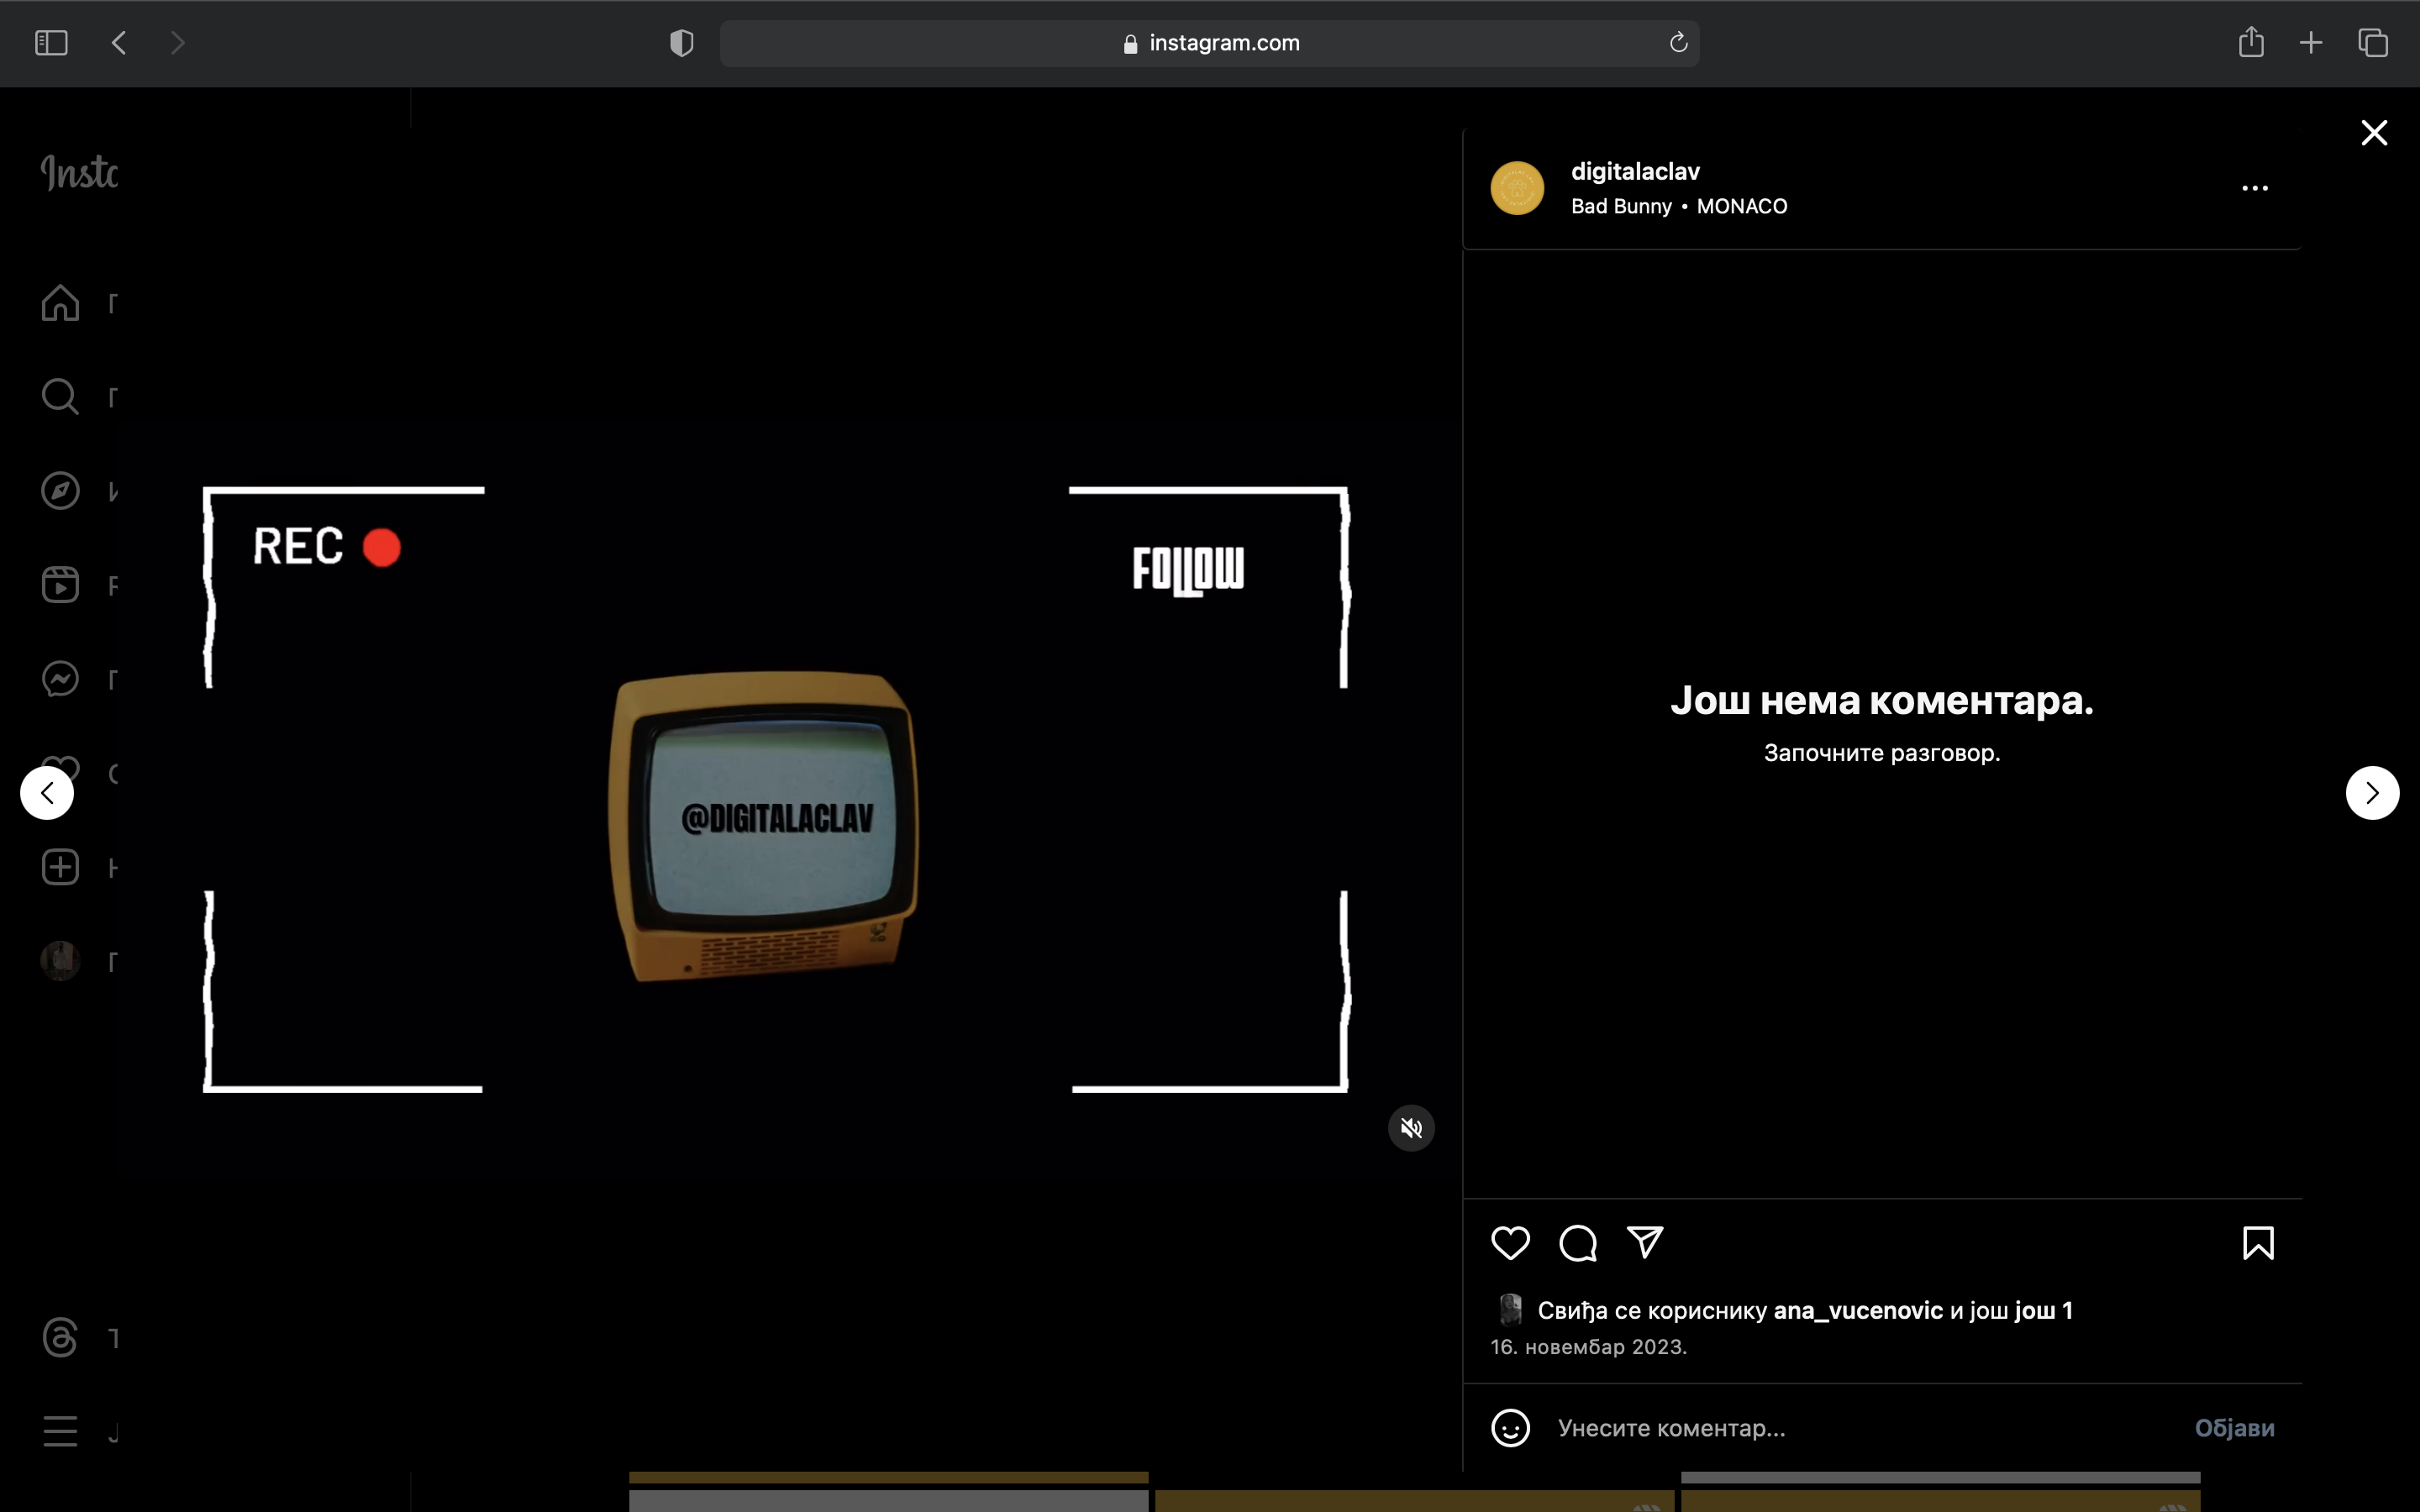 instagram.com
digitalaclav
Bad Bunny • MONACO
REC
FOLLOW
@DIGITALACLAV
Још нема коментара.
Започните разговор.
Свиђа се кориснику ana_vucenovic и још још 1
16. новембар 2023.
Унесите коментар...
Објави